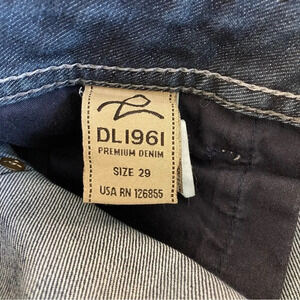 DL1961
PREMIUM DENIM
SIZE 29
USA RN 126855